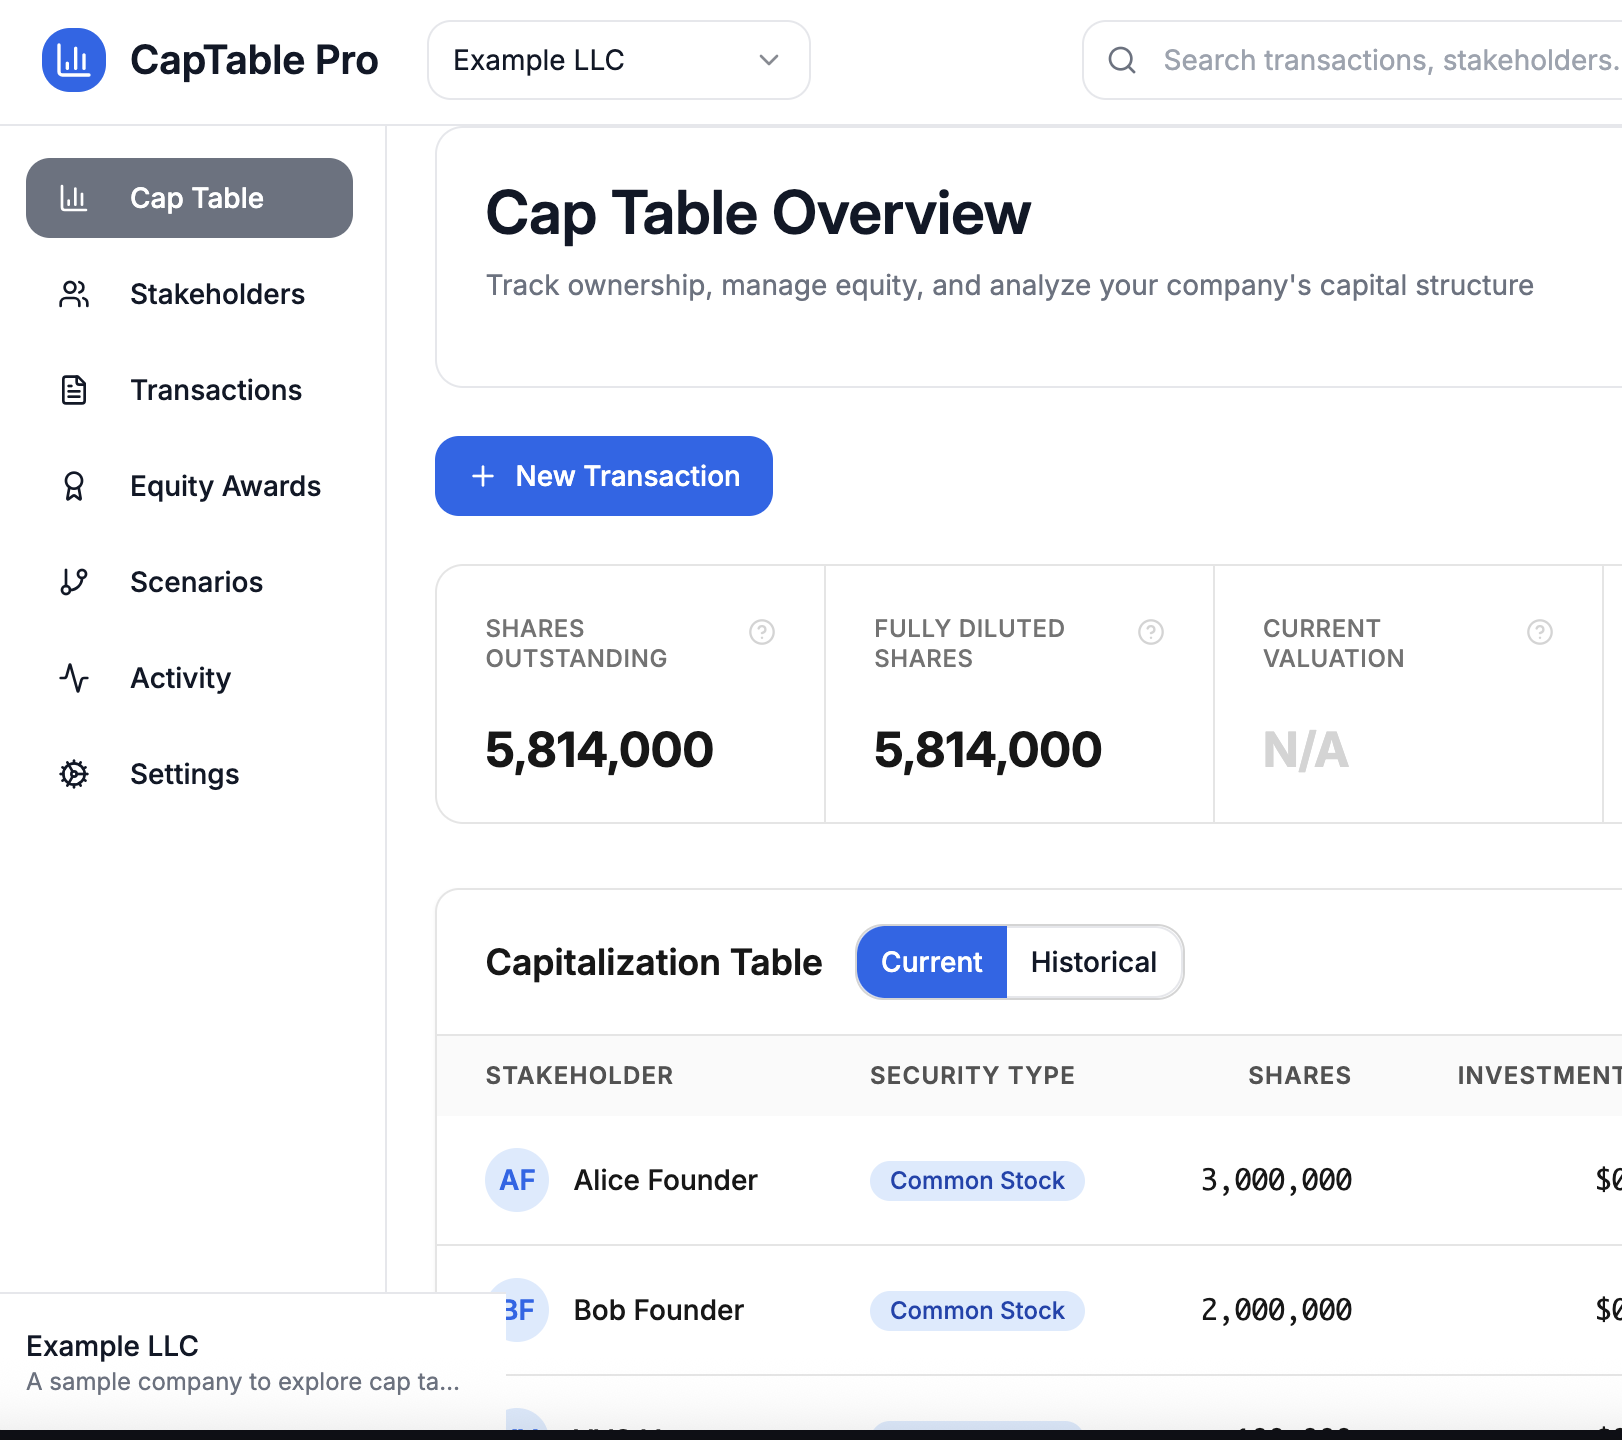 CapTable Pro
Example LLC
Search transactions, stakeholders.
Cap Table
Stakeholders
Transactions
Equity Awards
Scenarios
Activity
Settings
Example LLC
A sample company to explore cap ta...
Cap Table Overview
Track ownership, manage equity, and analyze your company's capital structure
+ New Transaction
SHARES
OUTSTANDING
5,814,000
FULLY DILUTED
SHARES
5,814,000
CURRENT
VALUATION
N/A
Capitalization Table
Current Historical
STAKEHOLDER SECURITY TYPE SHARES INVESTMENT
AF Alice Founder Common Stock 3,000,000 $0
BF Bob Founder Common Stock 2,000,000 $0